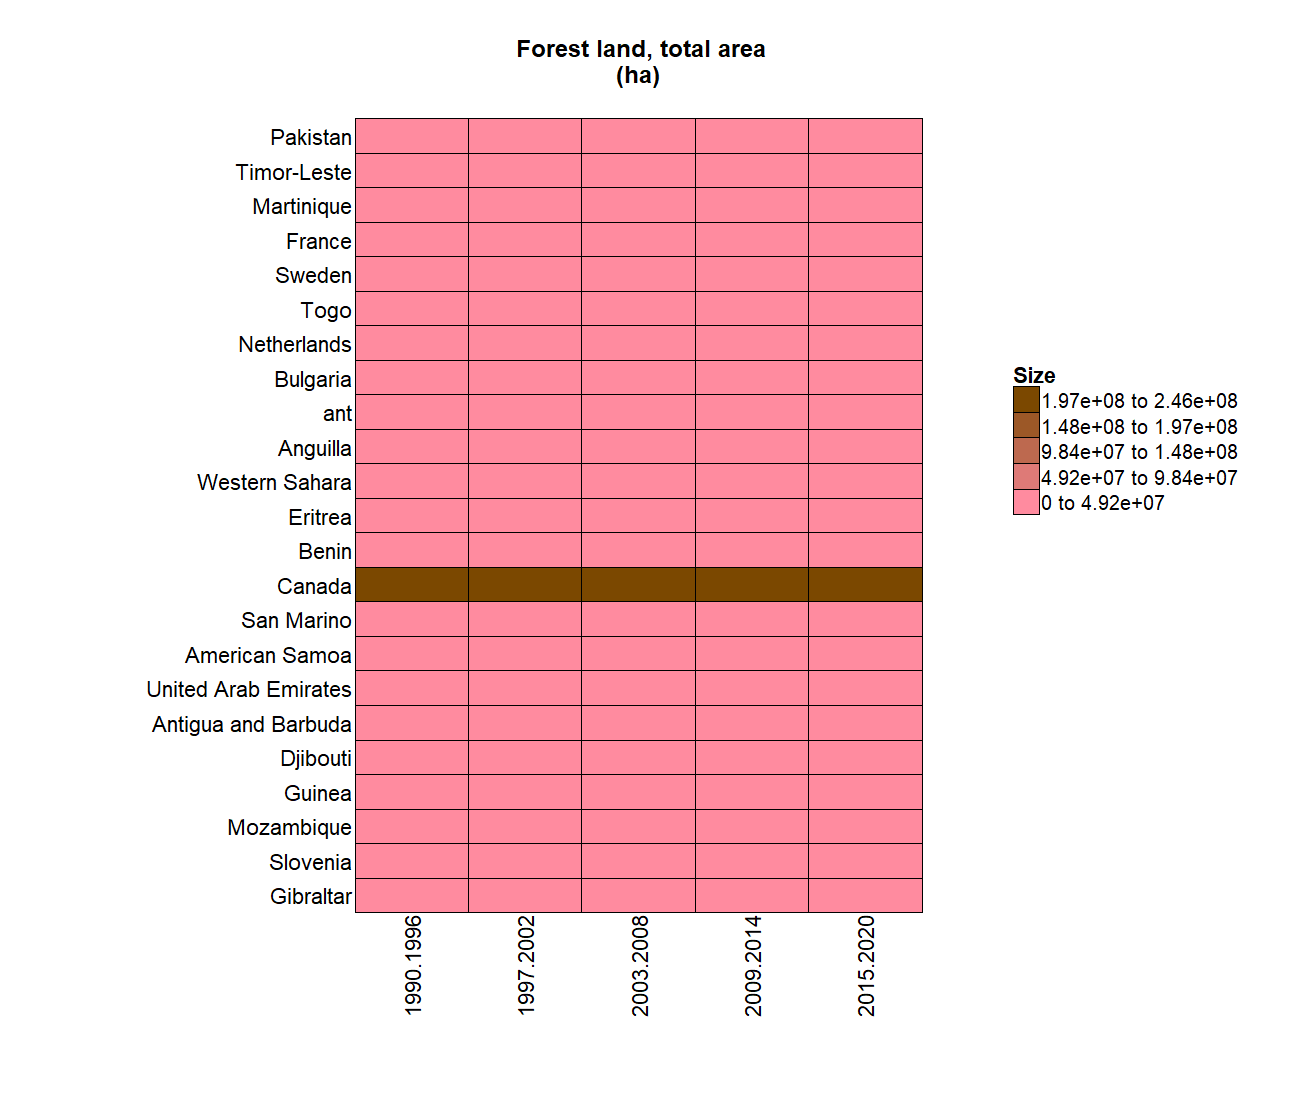 Forest land, total area
(ha)
Pakistan
Timor-Leste
Martinique
France
Sweden
Togo
Netherlands
Bulgaria
ant
Anguilla
Western Sahara
Eritrea
Benin
Canada
San Marino
American Samoa
United Arab Emirates
Antigua and Barbuda
Djibouti
Guinea
Mozambique
Slovenia
Gibraltar
1990.1996
1997.2002
2003.2008
2009.2014
2015.2020
Size
1.97e+08 to 2.46e+08
1.48e+08 to 1.97e+08
9.84e+07 to 1.48e+08
4.92e+07 to 9.84e+07
0 to 4.92e+07